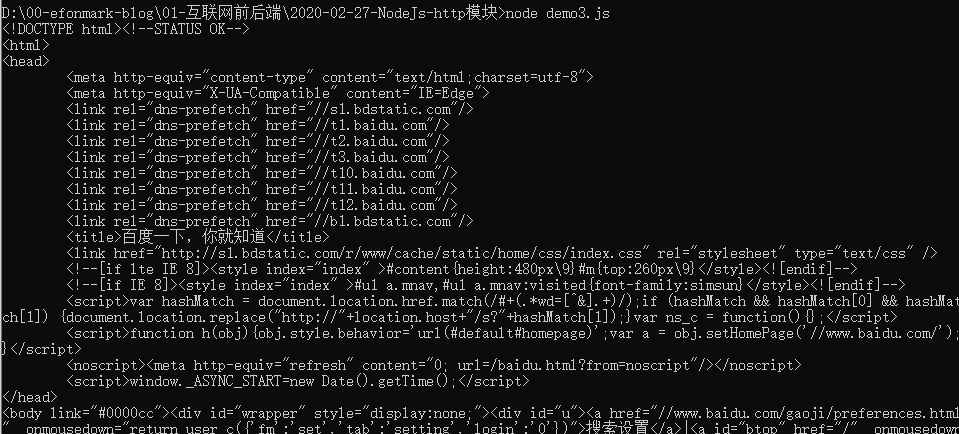 D:\00-efonmark-blog\01-互联网前后端\2020-02-27-NodeJs-http模块>node demo3.js
<!DOCTYPE html><!--STATUS OK-->
<html>
<head>
        <meta http-equiv="content-type" content="text/html;charset=utf-8">
        <meta http-equiv="X-UA-Compatible" content="IE=Edge">
        <link rel="dns-prefetch" href="//s1.bdstatic.com"/>
        <link rel="dns-prefetch" href="//t1.baidu.com"/>
        <link rel="dns-prefetch" href="//t2.baidu.com"/>
        <link rel="dns-prefetch" href="//t3.baidu.com"/>
        <link rel="dns-prefetch" href="//t10.baidu.com"/>
        <link rel="dns-prefetch" href="//t11.baidu.com"/>
        <link rel="dns-prefetch" href="//t12.baidu.com"/>
        <link rel="dns-prefetch" href="//b1.bdstatic.com"/>
        <title>百度一下，你就知道</title>
        <link href="http://s1.bdstatic.com/r/www/cache/static/home/css/index.css" rel="stylesheet" type="text/css" />
        <!--[if lte IE 8]><style index="index" >#content{height:480px\9}#m{top:260px\9}</style><![endif]-->
        <!--[if IE 8]><style index="index" >#u1 a.mnav,#u1 a.mnav:visited{font-family:simsun}</style><![endif]-->
        <script>var hashMatch = document.location.href.match(/#+(.*wd=[^&].+)/);if (hashMatch && hashMatch[0] && hashMat
ch[1]) {document.location.replace("http://"+location.host+"/s?"+hashMatch[1]);}var ns_c = function(){};</script>
        <script>function h(obj){obj.style.behavior='url(#default#homepage)';var a = obj.setHomePage('//www.baidu.com/');
}</script>
        <noscript><meta http-equiv="refresh" content="0; url=/baidu.html?from=noscript"/></noscript>
        <script>window._ASYNC_START=new Date().getTime();</script>
</head>
<body link="#0000cc"><div id="wrapper" style="display:none;"><div id="u"><a href="//www.baidu.com/gaoji/preferences.html
"  onmousedown="return user_c({'fm':'set','tab':'setting','login':'0'})">搜索设置</a>|<a id="btop" href="/"  onmousedown=